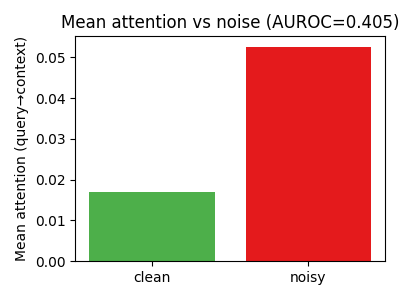 Mean attention vs noise (AUROC=0.405)
Mean attention (query→context)
0.05
0.04
0.03
0.02
0.01
0.00
clean
noisy